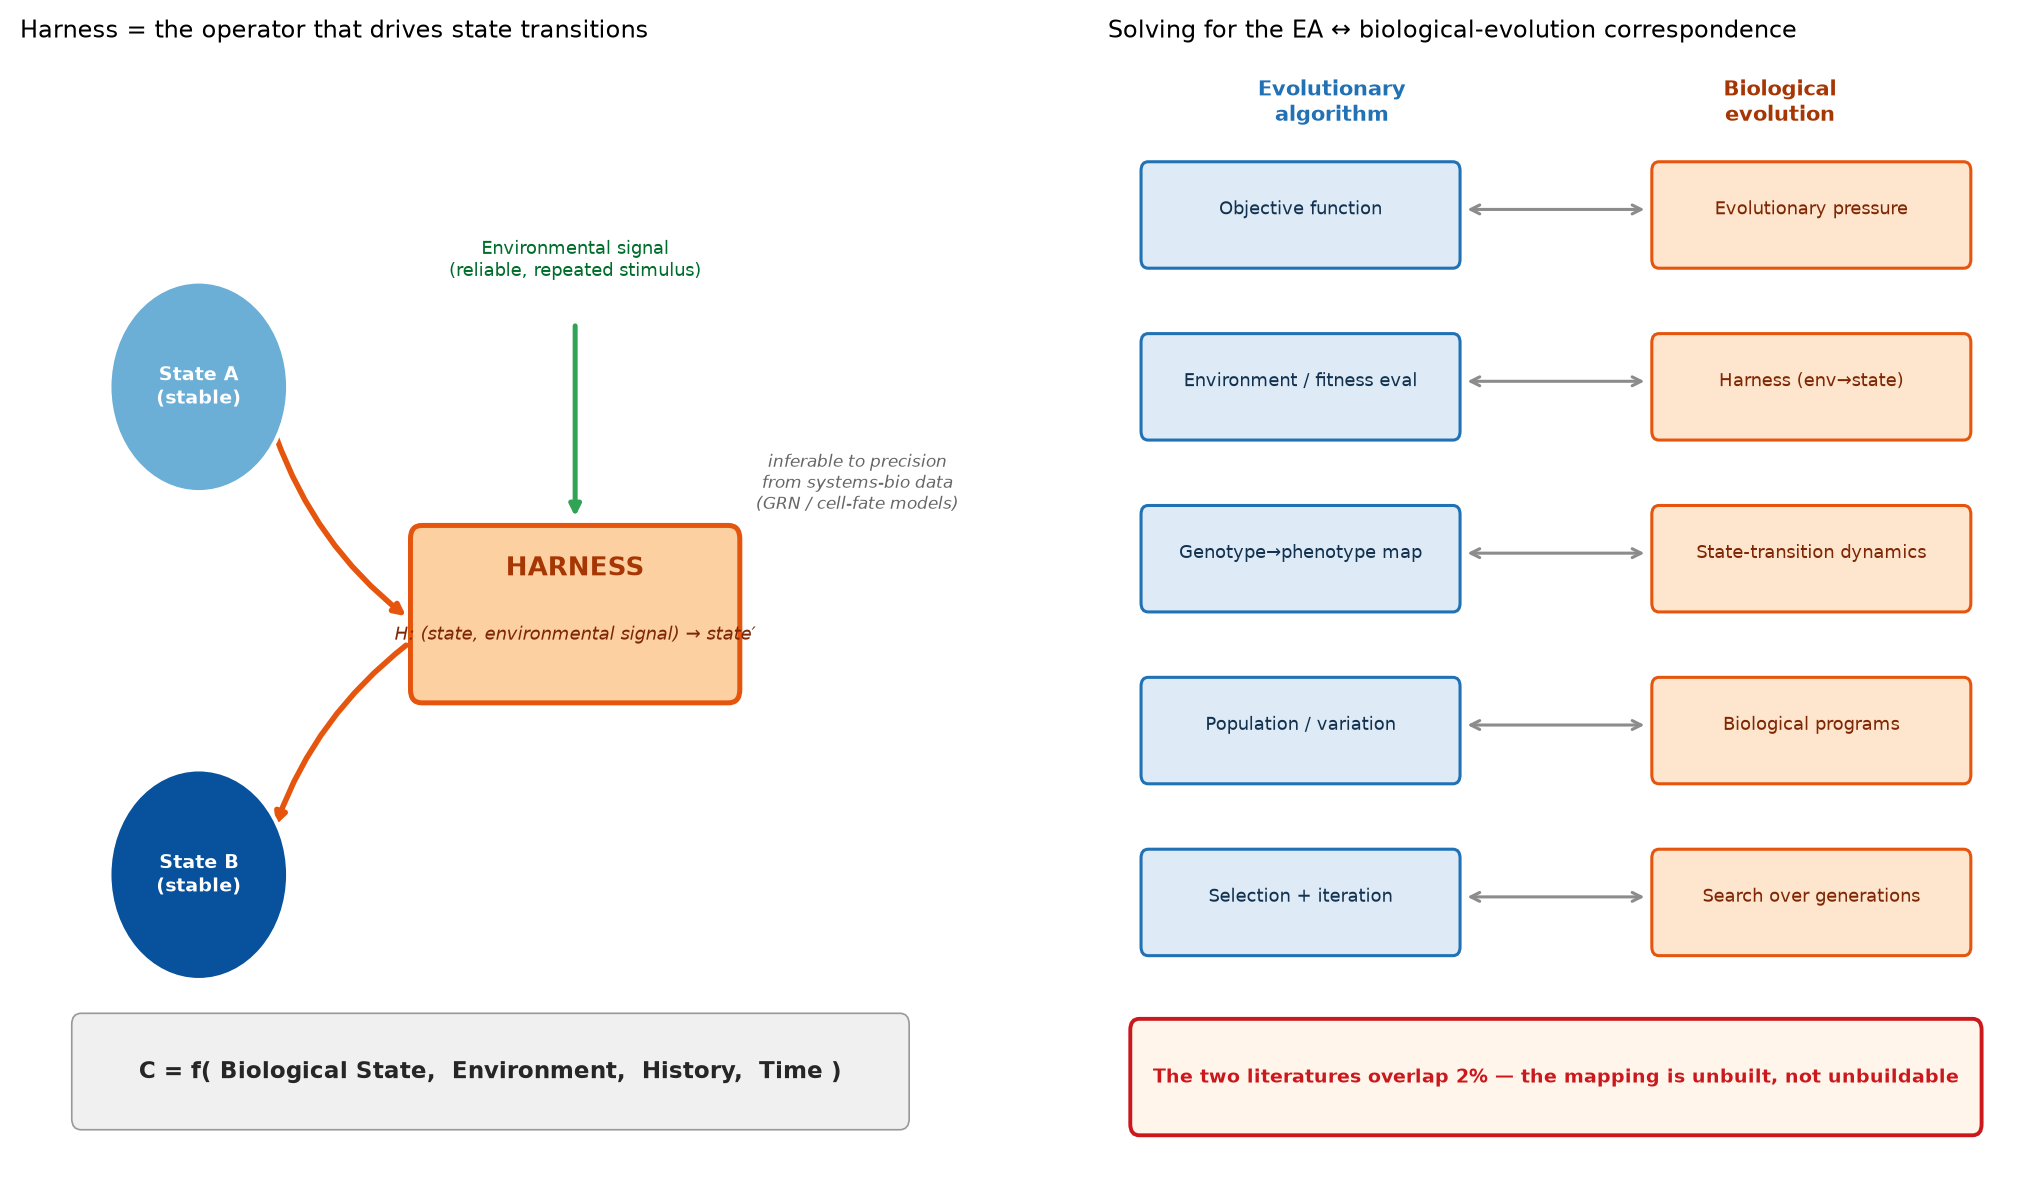 Harness = the operator that drives state transitions
Environmental signal
(reliable, repeated stimulus)
State A
(stable)
inferable to precision
from systems-bio data
(GRN / cell-fate models)
HARNESS
H: (state, environmental signal) → state′
State B
(stable)
C = f( Biological State,  Environment,  History,  Time )
Solving for the EA ↔ biological-evolution correspondence
Evolutionary
algorithm
Biological
evolution
Objective function
Evolutionary pressure
Environment / fitness eval
Harness (env→state)
Genotype→phenotype map
State-transition dynamics
Population / variation
Biological programs
Selection + iteration
Search over generations
The two literatures overlap 2% — the mapping is unbuilt, not unbuildable